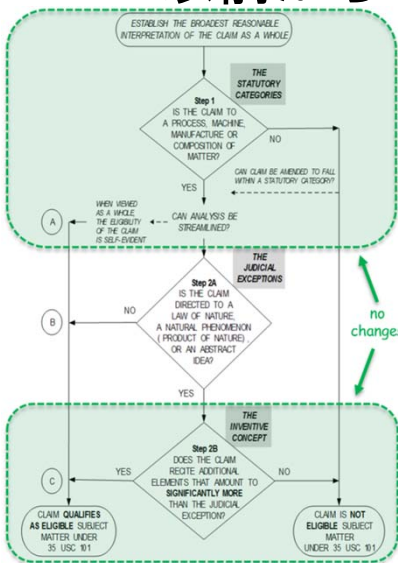 ESTABLISH THE BROADEST REASONABLE
INTERPRETATION OF THE CLAIM AS A WHOLE
THE
STATUTORY
CATEGORIES
Step 1
IS THE CLAIM TO
A PROCESS, MACHINE,
MANUFACTURE OR
COMPOSITION OF
MATTER?
NO
YES
CAN CLAIM BE AMENDED TO FALL
WITHIN A STATUTORY CATEGORY?
WHEN VIEWED
AS A WHOLE,
THE ELIGIBILITY
OF THE CLAIM
IS SELF-EVIDENT
A
CAN ANALYSIS BE
STREAMLINED?
THE
JUDICIAL
EXCEPTIONS
Step 2A
IS THE CLAIM
DIRECTED TO A
LAW OF NATURE,
A NATURAL PHENOMENON
(PRODUCT OF NATURE),
OR AN ABSTRACT
IDEA?
NO
B
YES
no
changes
THE
INVENTIVE
CONCEPT
Step 2B
DOES THE CLAIM
RECITE ADDITIONAL
ELEMENTS THAT AMOUNT TO
SIGNIFICANTLY MORE
THAN THE JUDICIAL
EXCEPTION?
YES
NO
C
CLAIM QUALIFIES
AS ELIGIBLE SUBJECT
MATTER UNDER
35 USC 101
CLAIM IS NOT
ELIGIBLE SUBJECT
MATTER
UNDER 35 USC 101